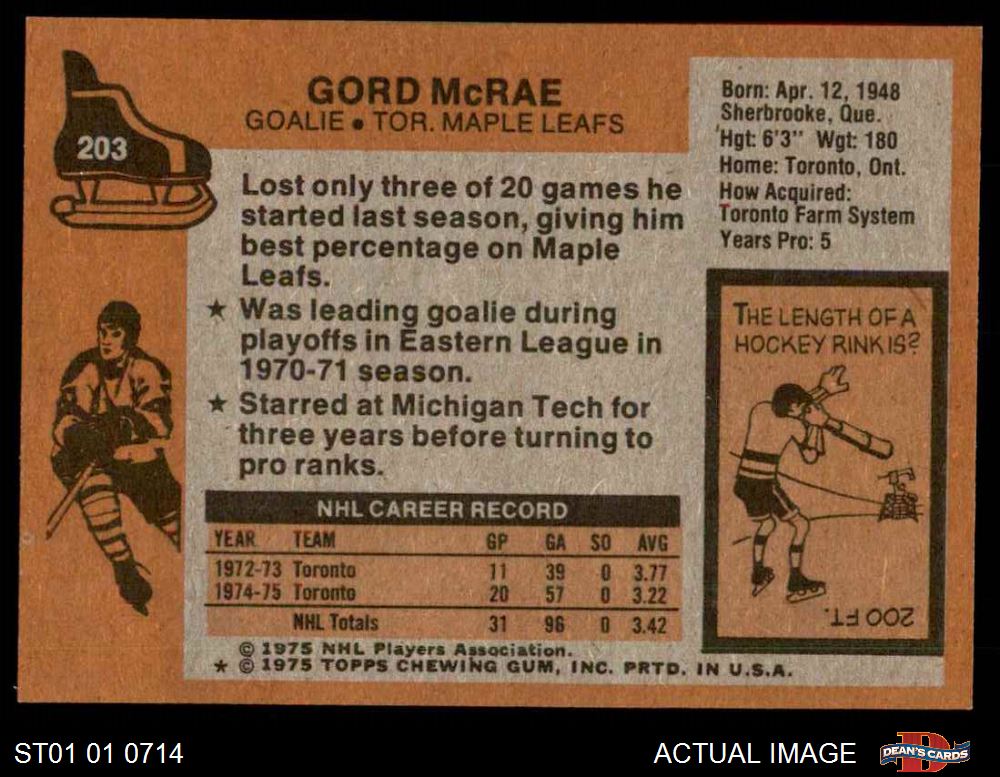 203
GORD McRAE
GOALIE • TOR. MAPLE LEAFS
Lost only three of 20 games he
started last season, giving him
best percentage on Maple
Leafs.
★ Was leading goalie during
playoffs in Eastern League in
1970-71 season.
★ Starred at Michigan Tech for
three years before turning to
pro ranks.
Born: Apr. 12, 1948
Sherbrooke, Que.
Hgt: 6'3" Wgt: 180
Home: Toronto, Ont.
How Acquired:
Toronto Farm System
Years Pro: 5
THE LENGTH OF A
HOCKEY RINK IS?
200 FT.
NHL CAREER RECORD
YEAR TEAM GP GA SO AVG
1972-73 Toronto 11 39 0 3.77
1974-75 Toronto 20 57 0 3.22
NHL Totals 31 96 0 3.42
© 1975 NHL Players Association.
★ © 1975 TOPPS CHEWING GUM, INC. PRTD. IN U.S.A.
ST01 01 0714
ACTUAL IMAGE
DEAN'S CARDS